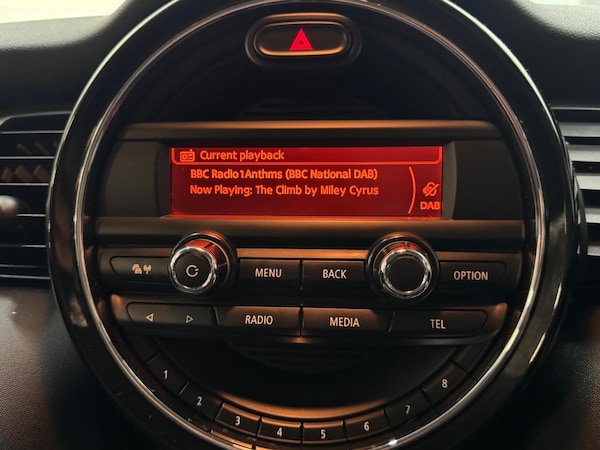 Current playback
BBC Radio1Anthms (BBC National DAB)
Now Playing: The Climb by Miley Cyrus
DAB
MENU
BACK
OPTION
RADIO
MEDIA
TEL
1
2
3
4
5
6
7
8